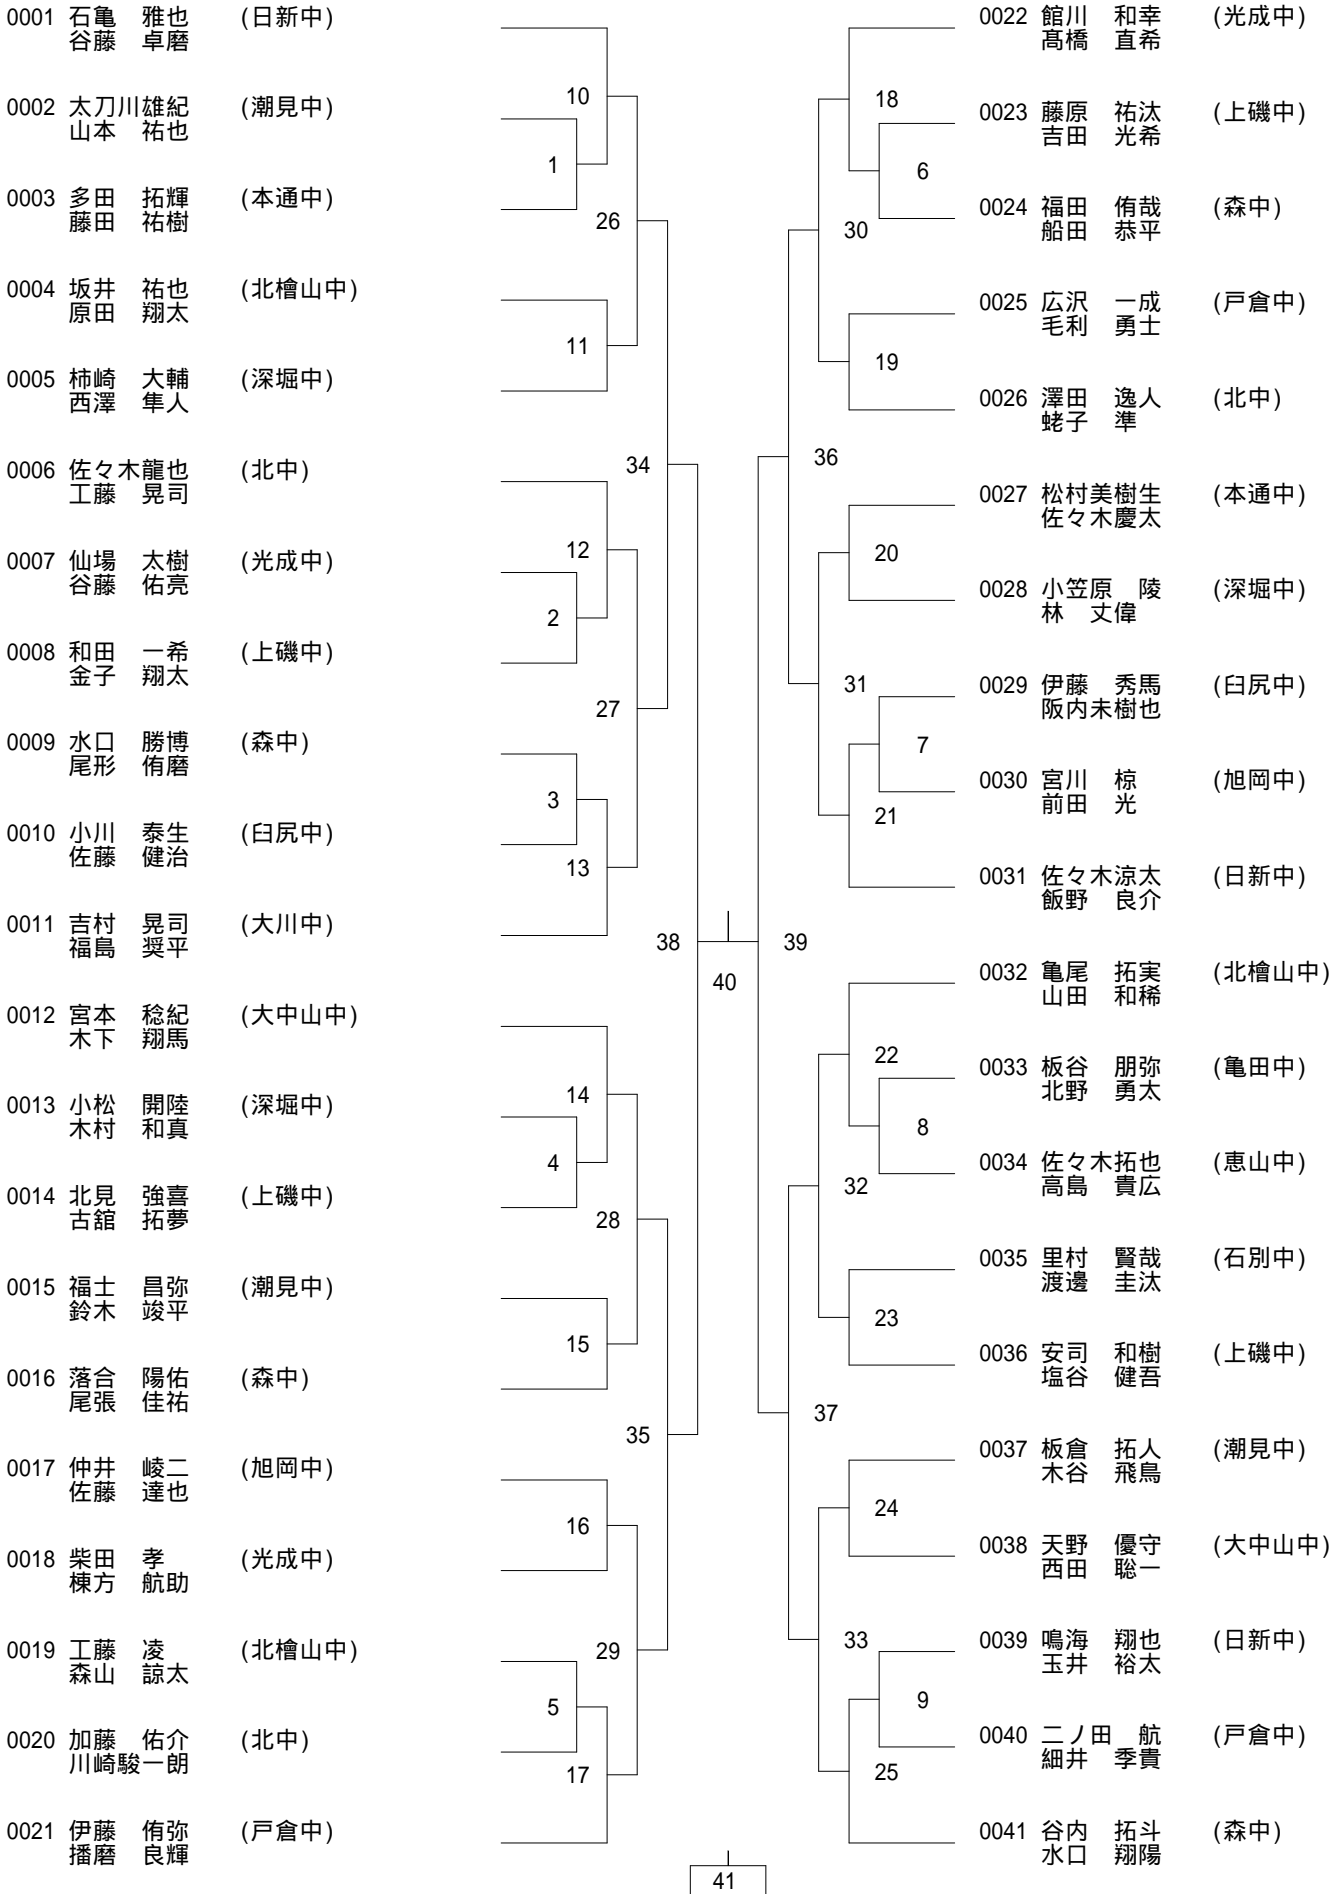 0001 石亀　雅也 (日新中)
谷藤　卓磨
0002 太刀川雄紀 (潮見中)
山本　祐也
0003 多田　拓輝 (本通中)
藤田　祐樹
0004 坂井　祐也 (北檜山中)
原田　翔太
0005 柿崎　大輔 (深堀中)
西澤　隼人
0006 佐々木龍也 (北中)
工藤　晃司
0007 仙場　太樹 (光成中)
谷藤　佑亮
0008 和田　一希 (上磯中)
金子　翔太
0009 水口　勝博 (森中)
尾形　侑磨
0010 小川　泰生 (臼尻中)
佐藤　健治
0011 吉村　晃司 (大川中)
福島　奨平
0012 宮本　稔紀 (大中山中)
木下　翔馬
0013 小松　開陸 (深堀中)
木村　和真
0014 北見　強喜 (上磯中)
古舘　拓夢
0015 福士　昌弥 (潮見中)
鈴木　竣平
0016 落合　陽佑 (森中)
尾張　佳祐
0017 仲井　崚二 (旭岡中)
佐藤　達也
0018 柴田　孝 (光成中)
棟方　航助
0019 工藤　凌 (北檜山中)
森山　諒太
0020 加藤　佑介 (北中)
川崎駿一朗
0021 伊藤　侑弥 (戸倉中)
播磨　良輝
10
1
26
11
34
12
2
27
3
13
38
14
4
28
15
35
16
29
5
17
40
41
39
18
6
30
19
36
20
31
7
21
22
8
32
23
37
24
33
9
25
0022 館川　和幸 (光成中)
髙橋　直希
0023 藤原　祐汰 (上磯中)
吉田　光希
0024 福田　侑哉 (森中)
船田　恭平
0025 広沢　一成 (戸倉中)
毛利　勇士
0026 澤田　逸人 (北中)
蛯子　準
0027 松村美樹生 (本通中)
佐々木慶太
0028 小笠原　陵 (深堀中)
林　丈偉
0029 伊藤　秀馬 (臼尻中)
阪内未樹也
0030 宮川　椋 (旭岡中)
前田　光
0031 佐々木涼太 (日新中)
飯野　良介
0032 亀尾　拓実 (北檜山中)
山田　和稀
0033 板谷　朋弥 (亀田中)
北野　勇太
0034 佐々木拓也 (恵山中)
高島　貴広
0035 里村　賢哉 (石別中)
渡邊　圭汰
0036 安司　和樹 (上磯中)
塩谷　健吾
0037 板倉　拓人 (潮見中)
木谷　飛鳥
0038 天野　優守 (大中山中)
西田　聡一
0039 鳴海　翔也 (日新中)
玉井　裕太
0040 二ノ田　航 (戸倉中)
細井　季貴
0041 谷内　拓斗 (森中)
水口　翔陽